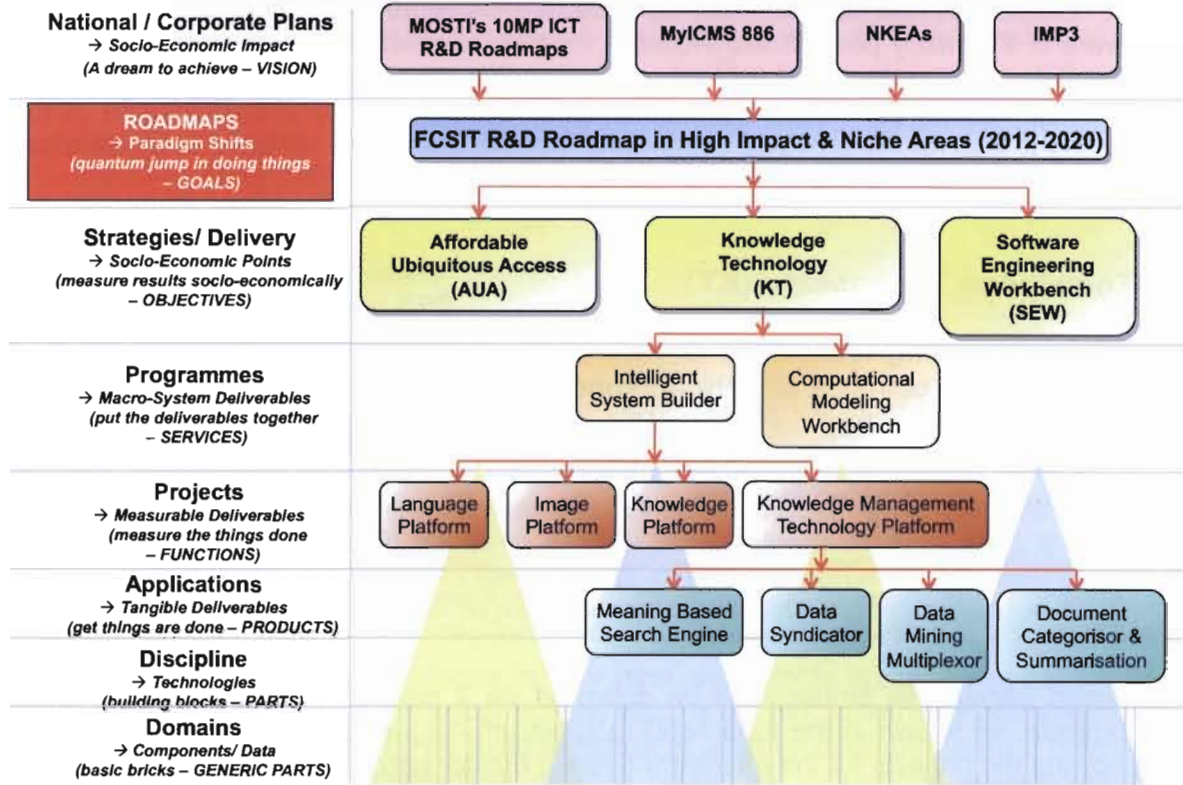 National / Corporate Plans
→ Socio-Economic Impact
(A dream to achieve – VISION)
MOSTI's 10MP ICT
R&D Roadmaps
MyICMS 886
NKEAs
IMP3
ROADMAPS
→ Paradigm Shifts
(quantum jump in doing things
– GOALS)
FCSIT R&D Roadmap in High Impact & Niche Areas (2012-2020)
Strategies/ Delivery
→ Socio-Economic Points
(measure results socio-economically
– OBJECTIVES)
Affordable
Ubiquitous Access
(AUA)
Knowledge
Technology
(KT)
Software
Engineering
Workbench
(SEW)
Programmes
→ Macro-System Deliverables
(put the deliverables together
– SERVICES)
Intelligent
System Builder
Computational
Modeling
Workbench
Projects
→ Measurable Deliverables
(measure the things done
– FUNCTIONS)
Language
Platform
Image
Platform
Knowledge
Platform
Knowledge Management
Technology Platform
Applications
→ Tangible Deliverables
(get things are done – PRODUCTS)
Meaning Based
Search Engine
Data
Syndicator
Data
Mining
Multiplexor
Document
Categorisor &
Summarisation
Discipline
→ Technologies
(building blocks – PARTS)
Domains
→ Components/ Data
(basic bricks – GENERIC PARTS)